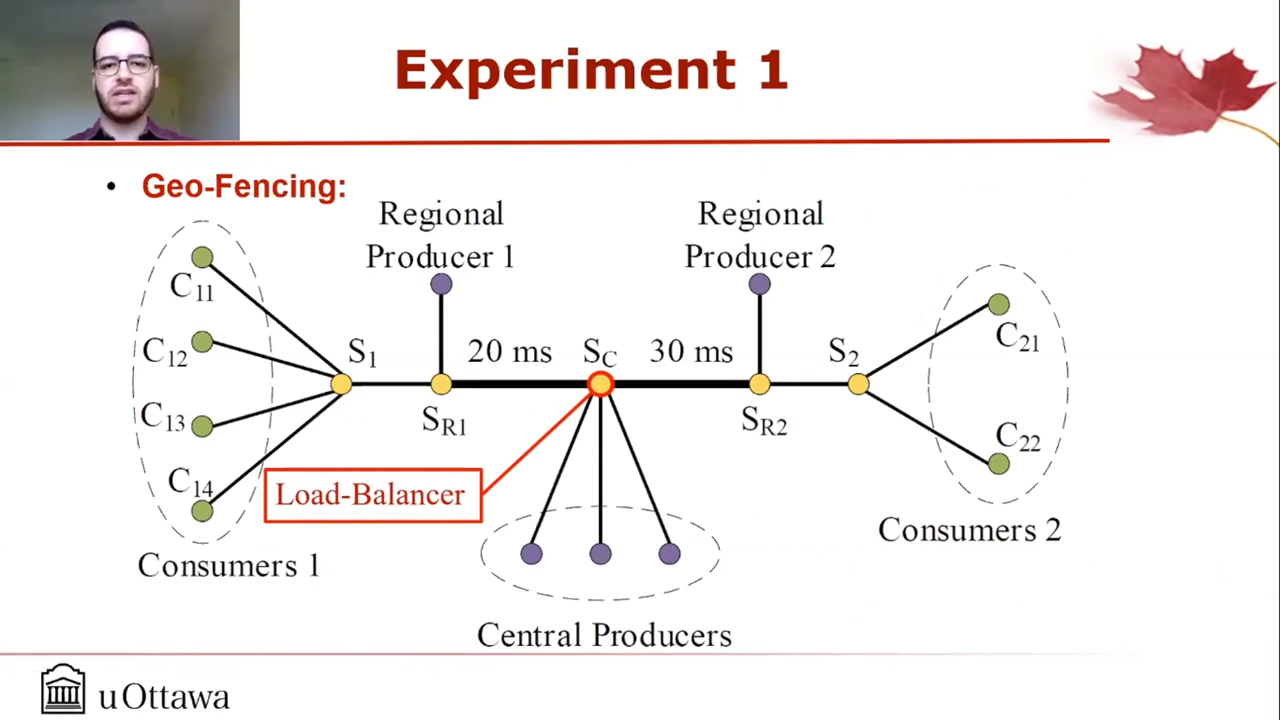 Experiment 1
• Geo-Fencing:
Regional
Producer 1
Regional
Producer 2
C11
C12
C13
C14
S1
20 ms
SC
30 ms
S2
SR1
SR2
C21
C22
Load-Balancer
Consumers 1
Consumers 2
Central Producers
uOttawa